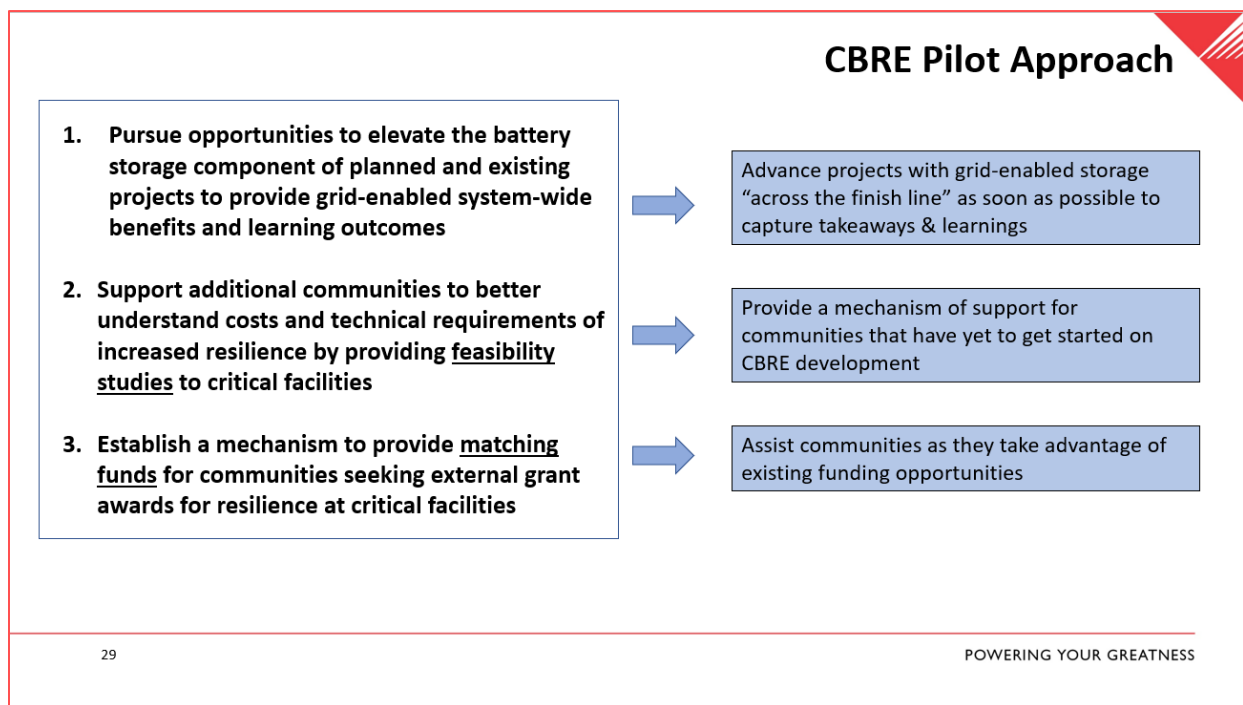 CBRE Pilot Approach
1. Pursue opportunities to elevate the battery
storage component of planned and existing
projects to provide grid-enabled system-wide
benefits and learning outcomes
Advance projects with grid-enabled storage
“across the finish line” as soon as possible to
capture takeaways & learnings
2. Support additional communities to better
understand costs and technical requirements of
increased resilience by providing feasibility
studies to critical facilities
Provide a mechanism of support for
communities that have yet to get started on
CBRE development
3. Establish a mechanism to provide matching
funds for communities seeking external grant
awards for resilience at critical facilities
Assist communities as they take advantage of
existing funding opportunities
29
POWERING YOUR GREATNESS